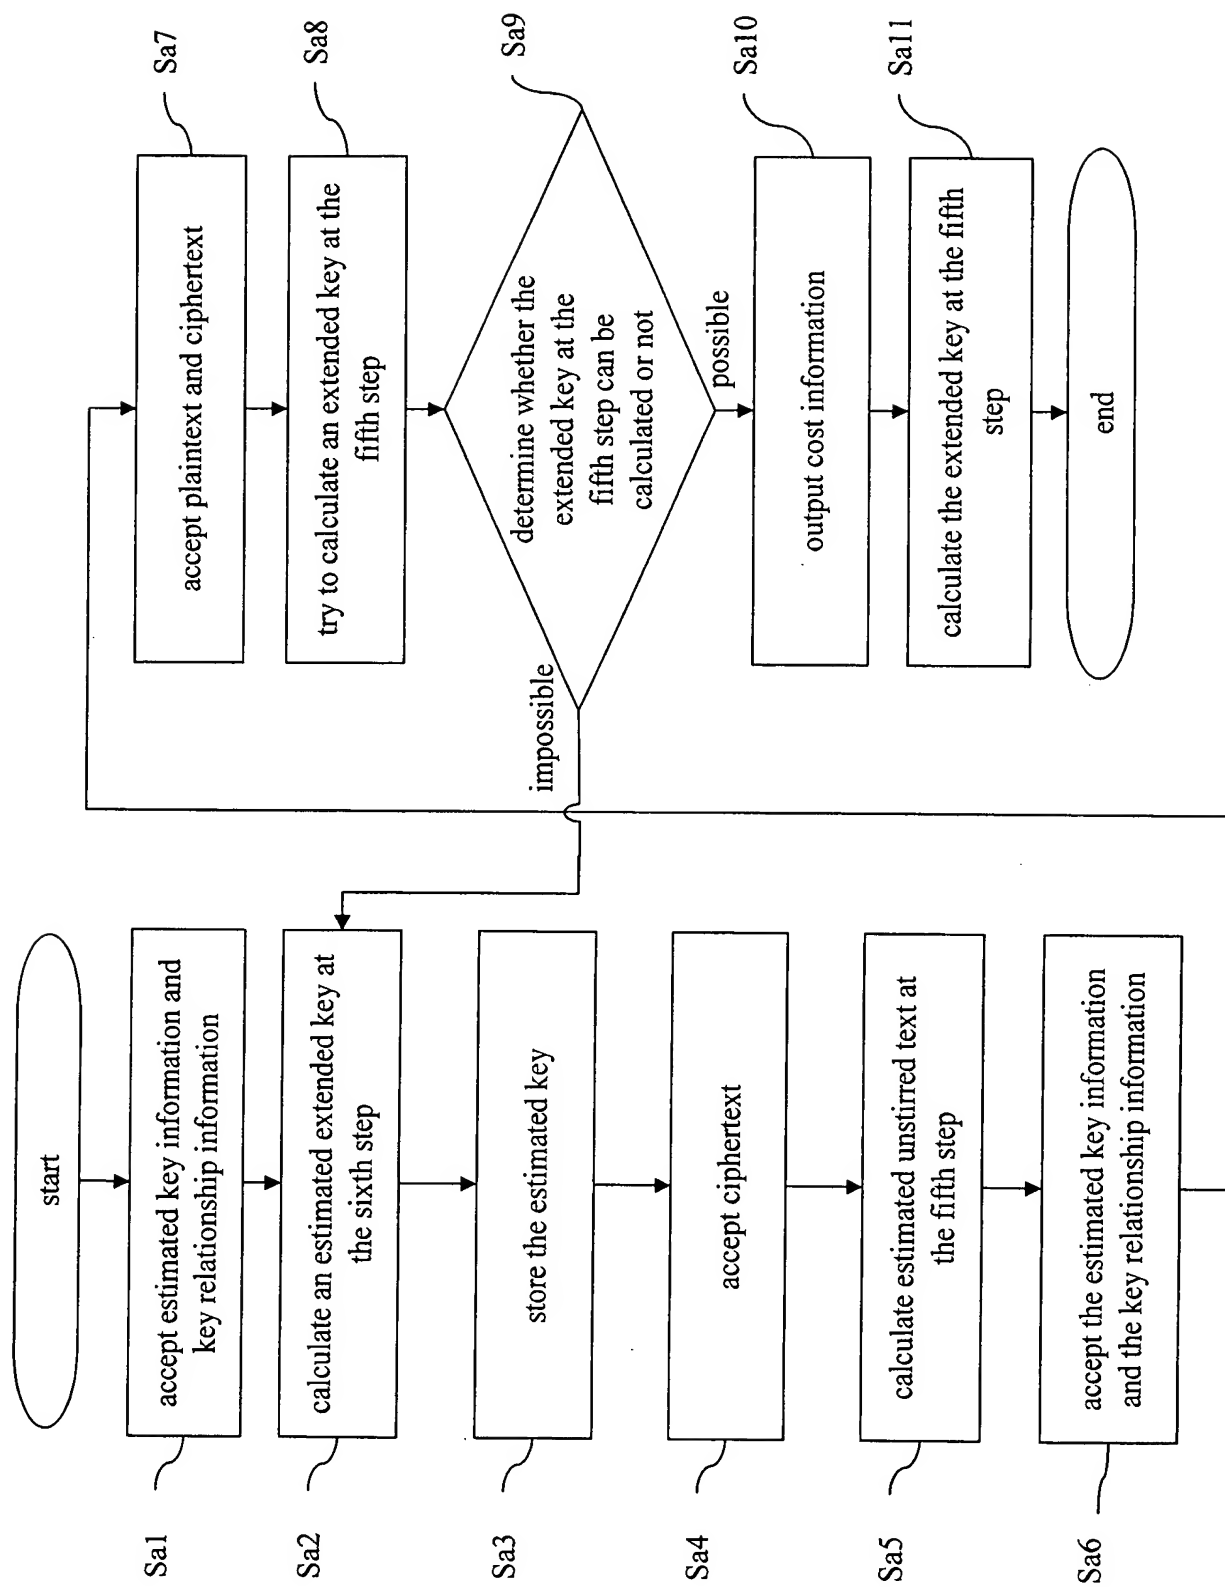 start
Sa1
accept estimated key information and
key relationship information
Sa2
calculate an estimated extended key at
the sixth step
Sa3
store the estimated key
Sa4
accept ciphertext
Sa5
calculate estimated unstirred text at
the fifth step
Sa6
accept the estimated key information
and the key relationship information
Sa7
accept plaintext and ciphertext
Sa8
try to calculate an extended key at the
fifth step
Sa9
determine whether the
extended key at the
fifth step can be
calculated or not
impossible
possible
Sa10
output cost information
Sa11
calculate the extended key at the fifth
step
end